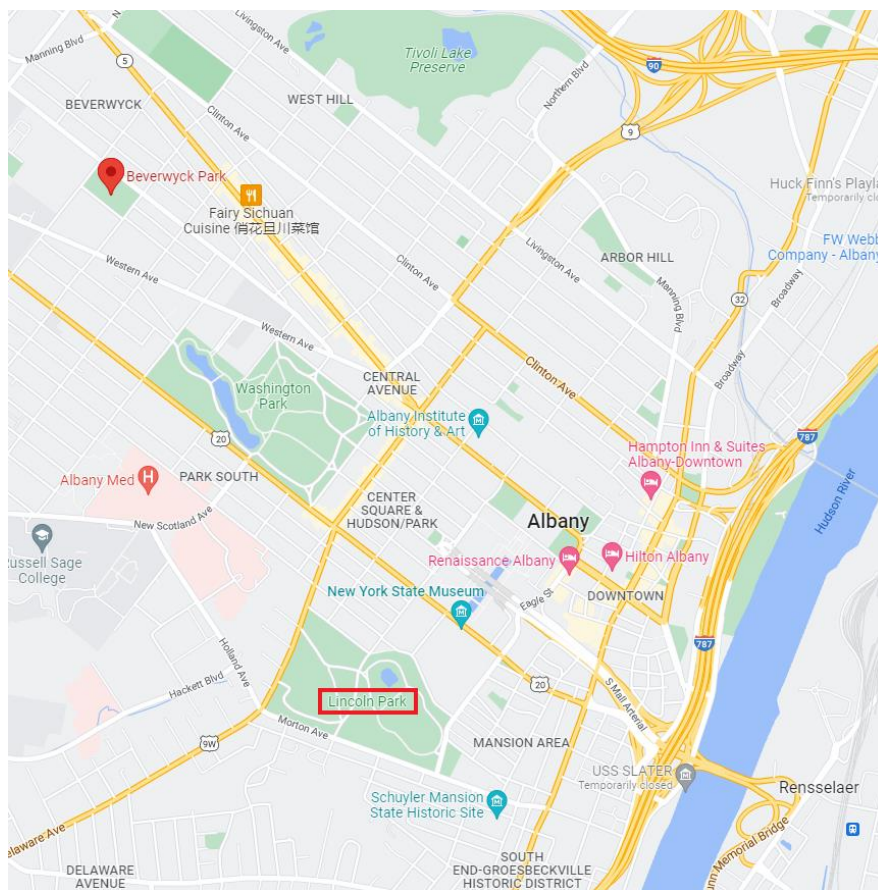 Manning Blvd
5
BEVERWYCK
Livingston Ave
WEST HILL
Clinton Ave
Tivoli Lake
Preserve
Northern Blvd
90
9
Beverwyck Park
Fairy Sichuan
Cuisine 俏花旦川菜馆
Huck Finn's Playla
Temporarily clo
FW Webb
Company - Albany
Western Ave
Clinton Ave
Livingston Ave
ARBOR HILL
Manning Blvd
32
Broadway
Broadway
Western Ave
Washington
Park
CENTRAL
AVENUE
Clinton Ave
Albany Institute
of History & Art
20
Hampton Inn & Suites
Albany-Downtown
787
Hudson River
Albany Med
H
PARK SOUTH
CENTER
SQUARE &
HUDSON/PARK
New Scotland Ave
Albany
Russell Sage
College
Renaissance Albany
Hilton Albany
New York State Museum
Eagle St
DOWNTOWN
787
Holland Ave
Hackett Blvd
Lincoln Park
20
S Mall Arterial
Morton Ave
9W
MANSION AREA
USS SLATER
Temporarily closed
Rensselaer
Schuyler Mansion
State Historic Site
Delaware Ave
DELAWARE
AVENUE
SOUTH
END-GROESBECKVILLE
HISTORIC DISTRICT
nn Memorial Bridge